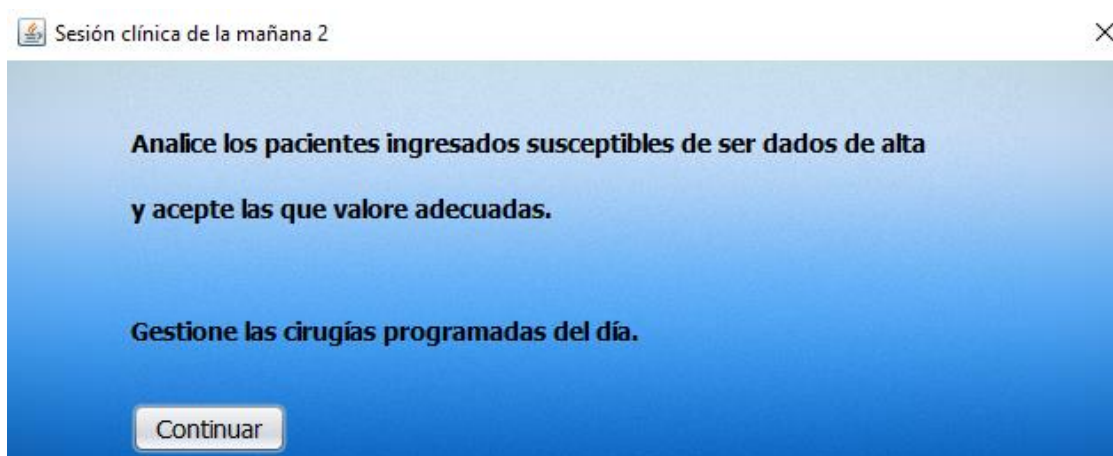 Sesión clínica de la mañana 2
Analice los pacientes ingresados susceptibles de ser dados de alta
y acepte las que valore adecuadas.
Gestione las cirugías programadas del día.
Continuar